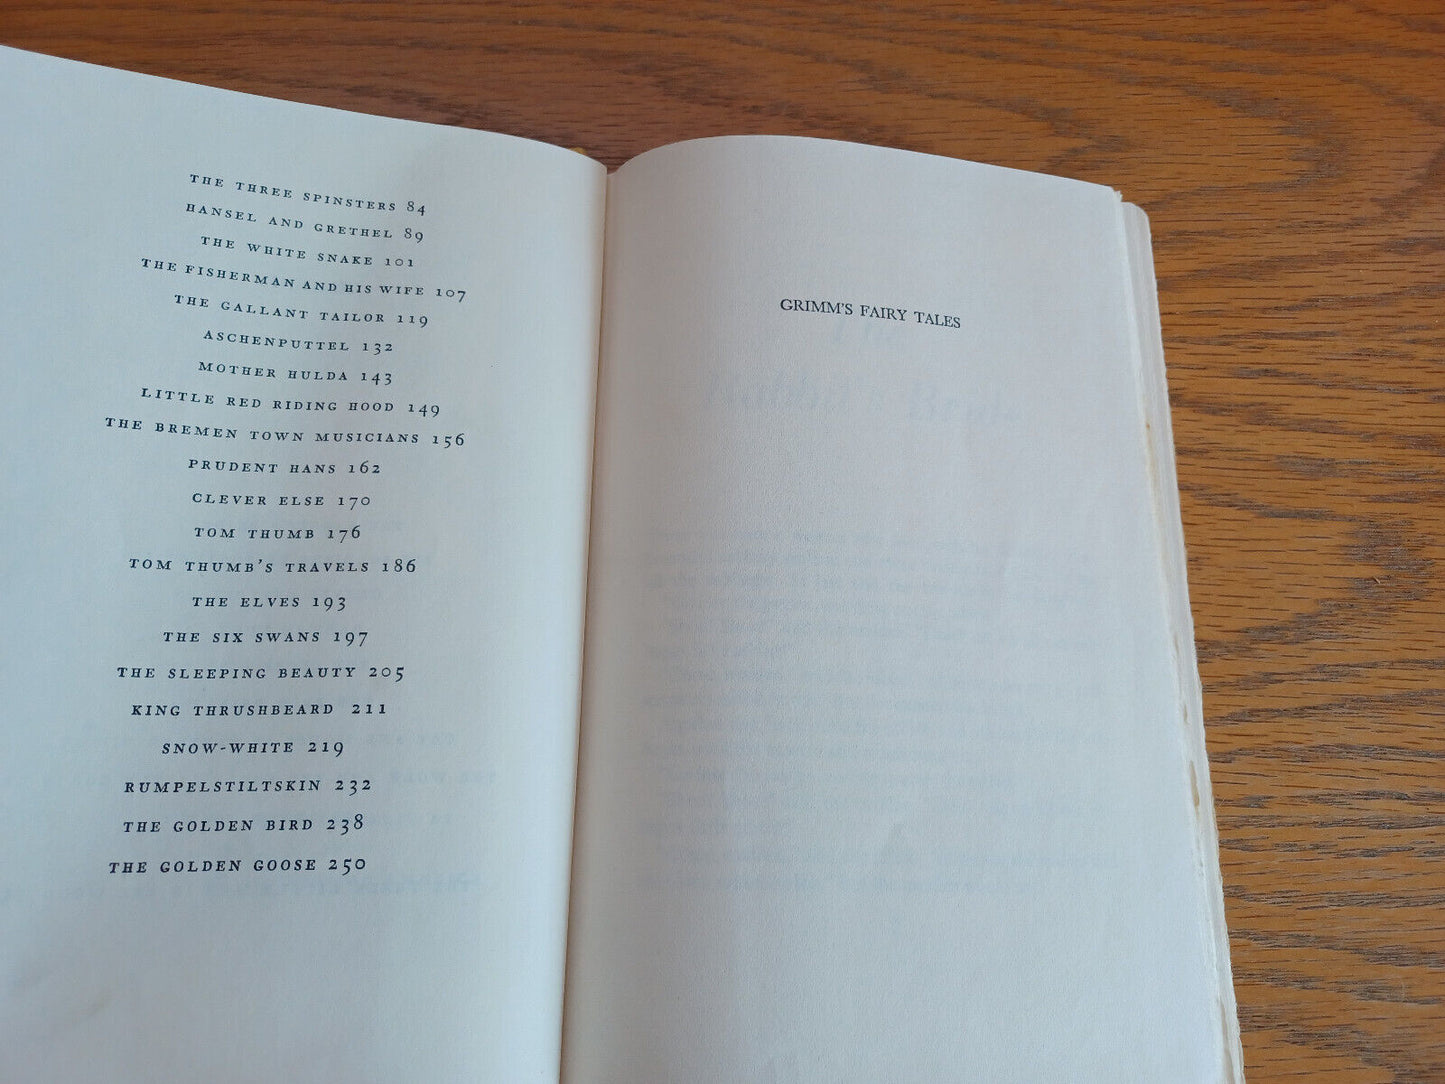 THE THREE SPINSTERS 84
HANSEL AND GRETHEL 89
THE WHITE SNAKE 101
THE FISHERMAN AND HIS WIFE 107
THE GALLANT TAILOR 119
ASCHENPUTTEL 132
MOTHER HULDA 143
LITTLE RED RIDING HOOD 149
THE BREMEN TOWN MUSICIANS 156
PRUDENT HANS 162
CLEVER ELSE 170
TOM THUMB 176
TOM THUMB'S TRAVELS 186
THE ELVES 193
THE SIX SWANS 197
THE SLEEPING BEAUTY 205
KING THRUSHBEARD 211
SNOW-WHITE 219
RUMPELSTILTSKIN 232
THE GOLDEN BIRD 238
THE GOLDEN GOOSE 250
GRIMM'S FAIRY TALES